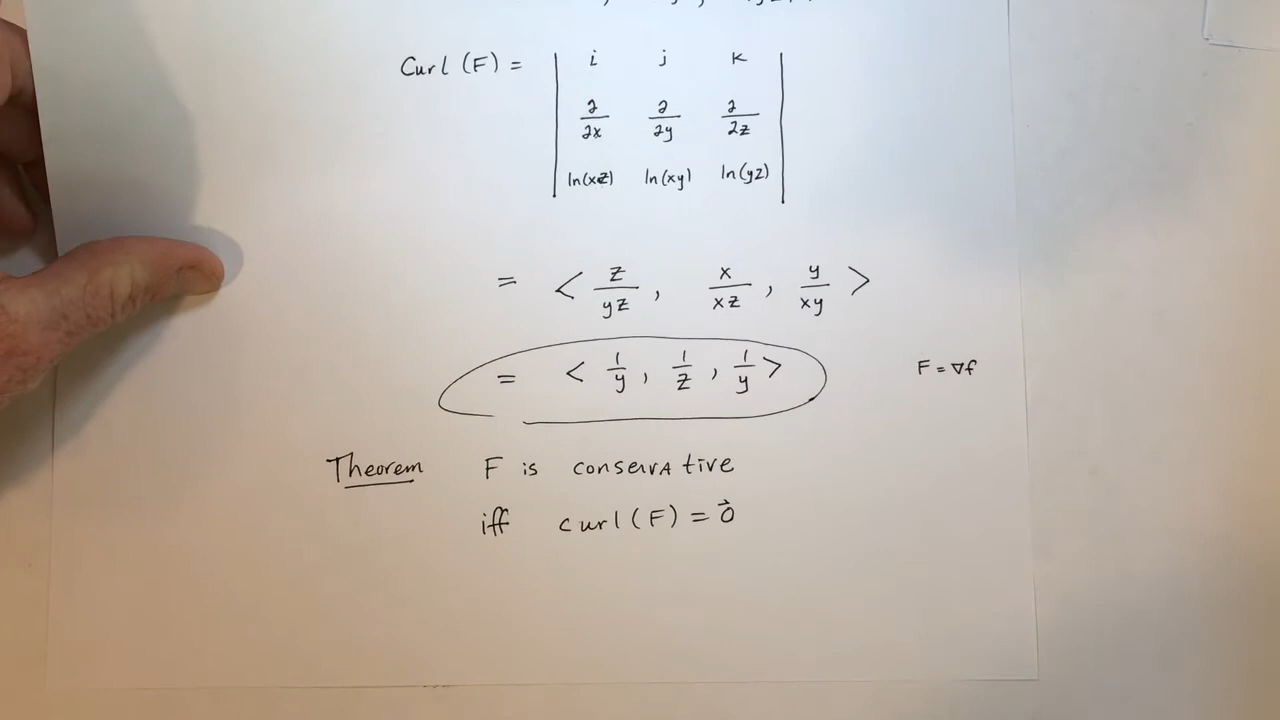 Curl (F) = | i j k |
∂/∂x ∂/∂y ∂/∂z
ln(xz) ln(xy) ln(yz)
= < z/yz , x/xz , y/xy >
= < 1/y , 1/z , 1/y > F = ∇f
Theorem F is conservative
iff curl(F) = 0⃗